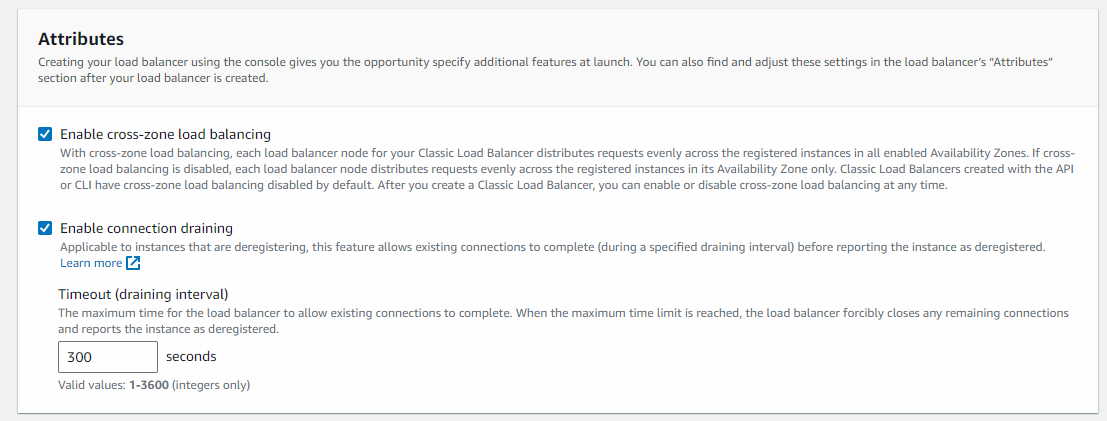 Attributes
Creating your load balancer using the console gives you the opportunity specify additional features at launch. You can also find and adjust these settings in the load balancer's “Attributes”
section after your load balancer is created.
Enable cross-zone load balancing
With cross-zone load balancing, each load balancer node for your Classic Load Balancer distributes requests evenly across the registered instances in all enabled Availability Zones. If cross-
zone load balancing is disabled, each load balancer node distributes requests evenly across the registered instances in its Availability Zone only. Classic Load Balancers created with the API
or CLI have cross-zone load balancing disabled by default. After you create a Classic Load Balancer, you can enable or disable cross-zone load balancing at any time.
Enable connection draining
Applicable to instances that are deregistering, this feature allows existing connections to complete (during a specified draining interval) before reporting the instance as deregistered.
Learn more
Timeout (draining interval)
The maximum time for the load balancer to allow existing connections to complete. When the maximum time limit is reached, the load balancer forcibly closes any remaining connections
and reports the instance as deregistered.
300 seconds
Valid values: 1-3600 (integers only)